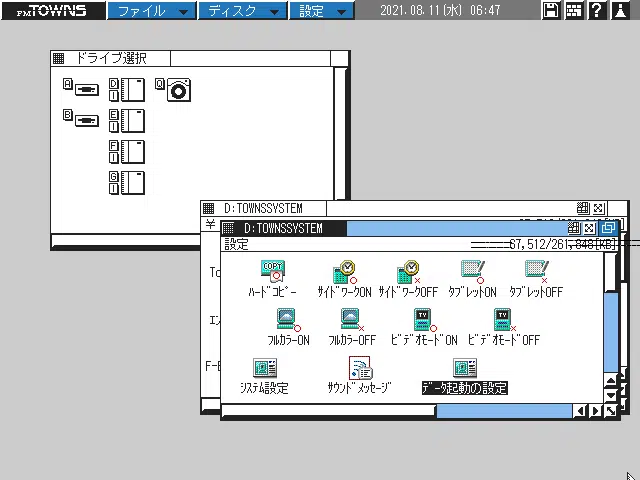 FMTOWNS ファイル ディスク 設定 2021.08.11(水) 06:47
ドライブ選択
A D Q
B E
F
G
D:TOWNSSYSTEM
¥
D:TOWNSSYSTEM
設定 67,512/261,848[KB]
COPY
ハードコピー サイドワークON サイドワークOFF タブレットON タブレットOFF
TV TV
フルカラーON フルカラーOFF ビデオモードON ビデオモードOFF
システム設定 サウンドメッセージ データ起動の設定